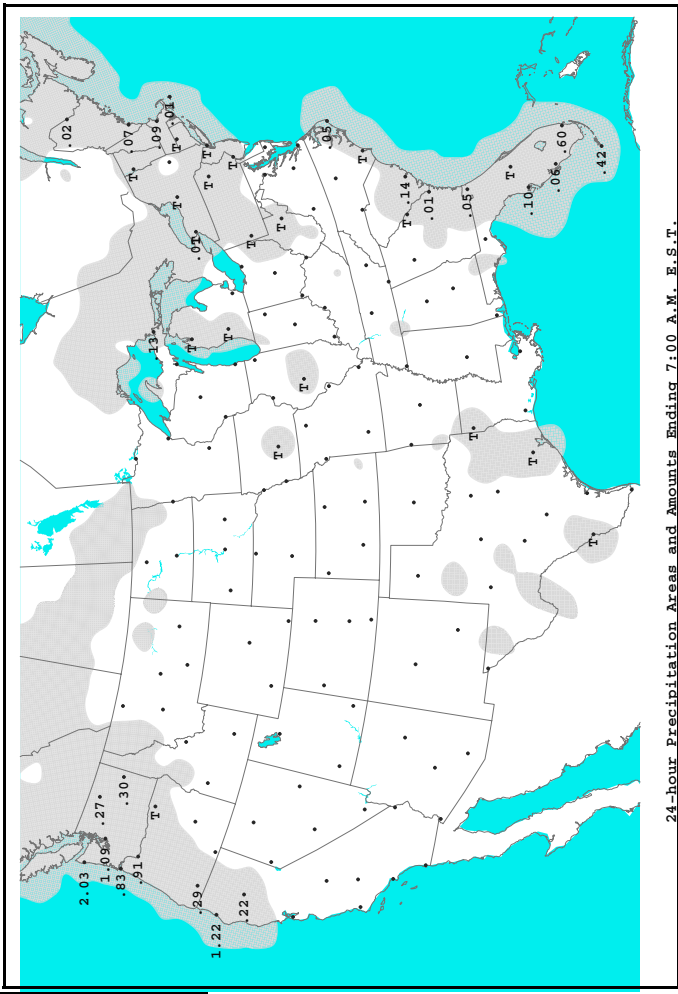 .02
2.03
.27
1.09
.83
.30
.07
T
.91
.13
T
.09
.01
T
T
T
.01
.29
T
T
1.22
T
T
.22
T
T
T
T
.05
T
.14
T
.01
.05
T
T
.10
T
.06
.60
T
.42
24-hour Precipitation Areas and Amounts Ending 7:00 A.M. E.S.T.